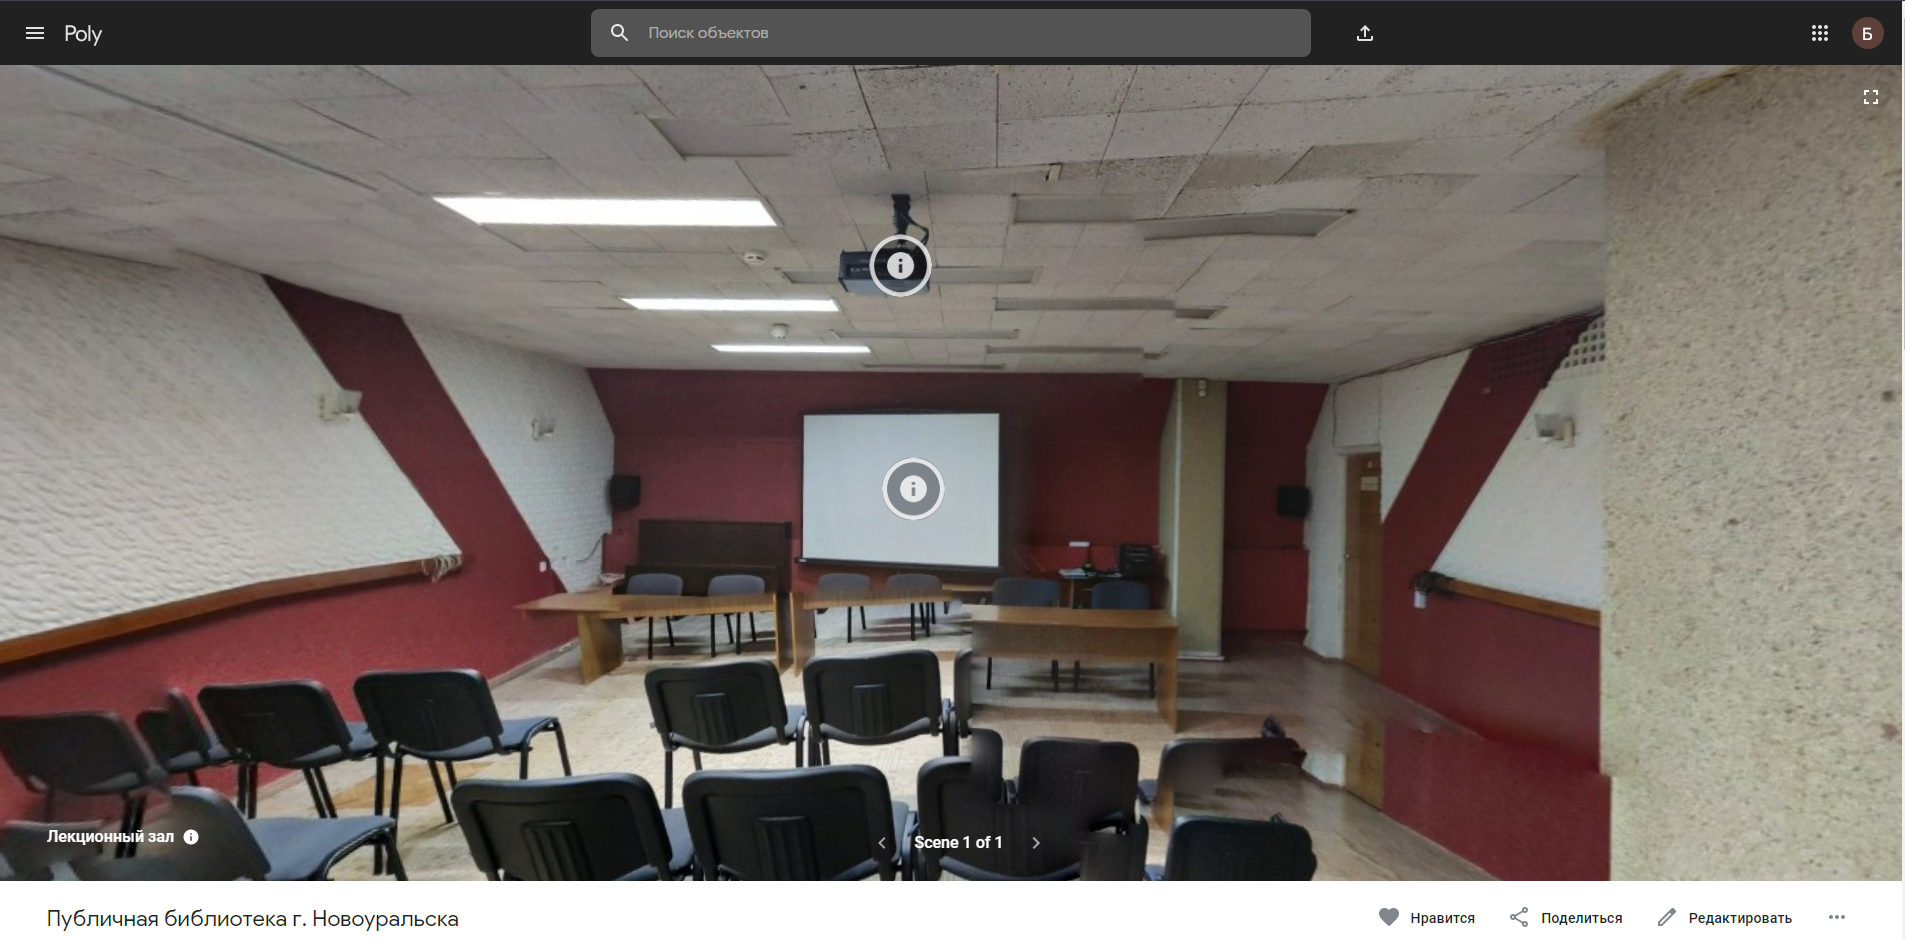 Poly
Поиск объектов
Б
Лекционный зал
Scene 1 of 1
Публичная библиотека г. Новоуральска
Нравится
Поделиться
Редактировать